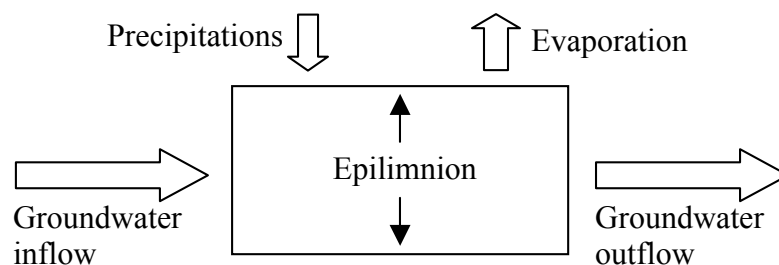 Precipitations
Evaporation
Epilimnion
Groundwater
inflow
Groundwater
outflow